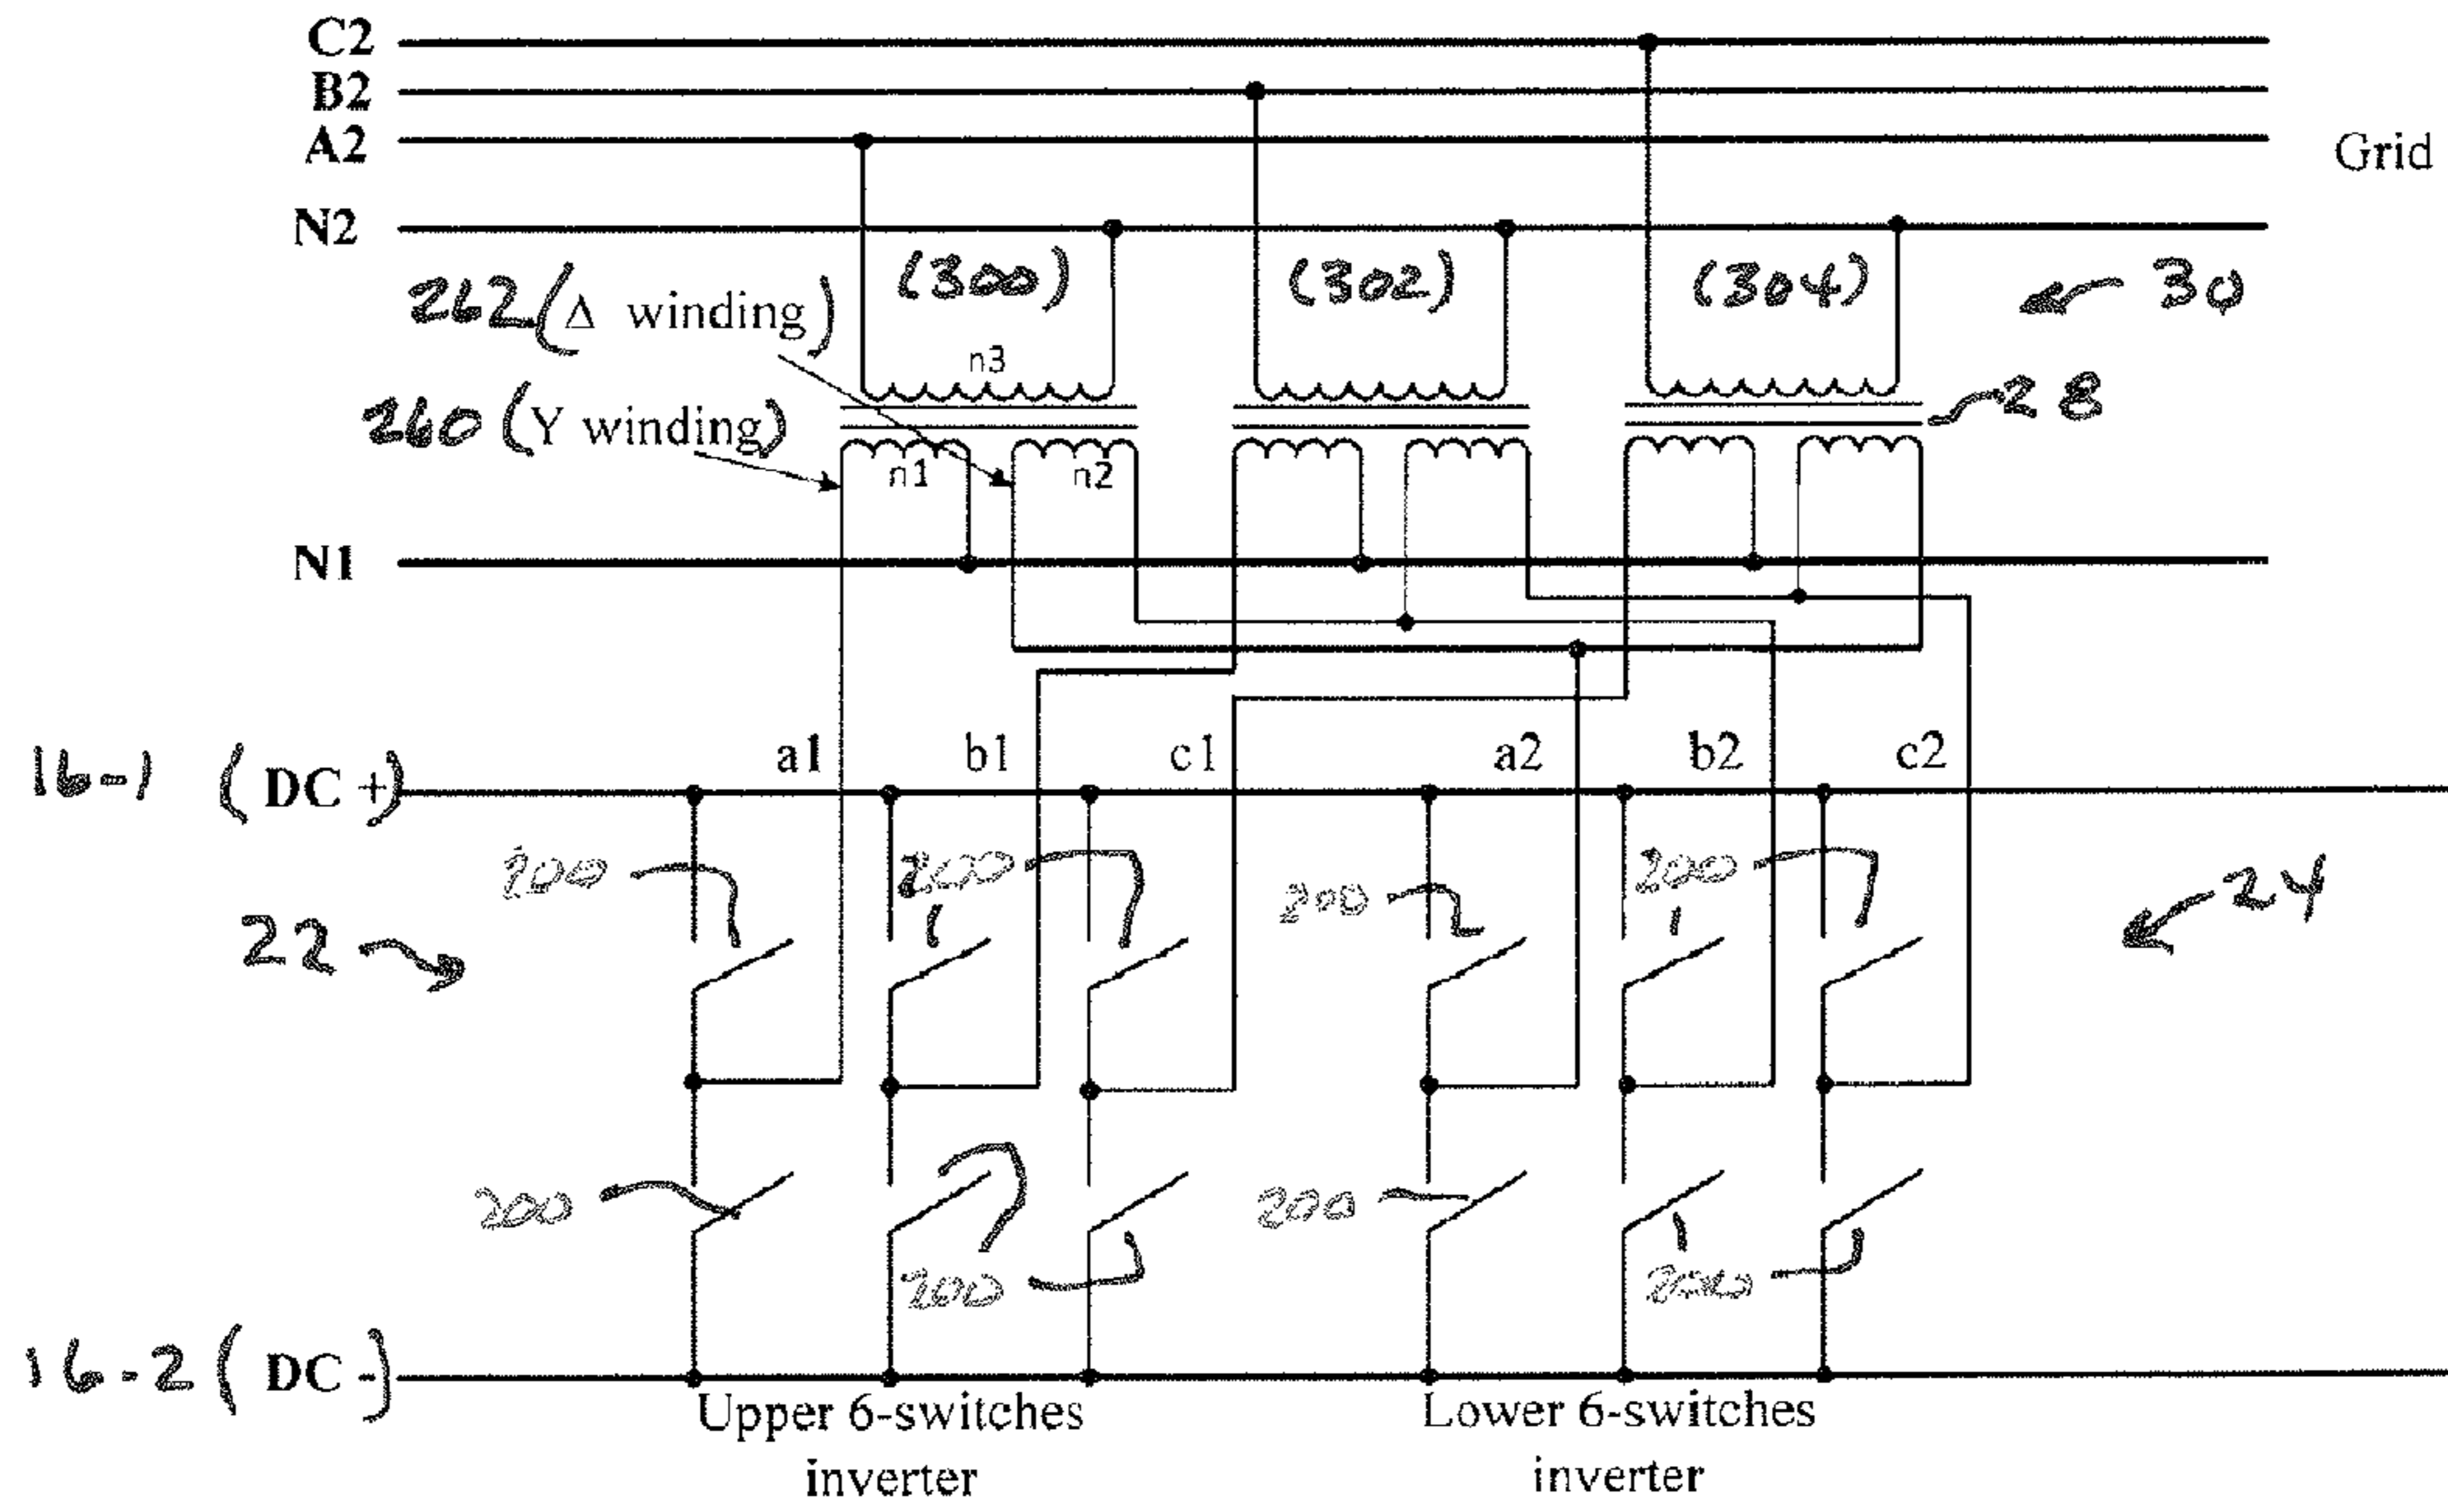 C2
B2
A2
Grid
N2
(300)
(302)
(304)
30
262 (Δ winding)
n3
260 (Y winding)
28
n1
n2
N1
a1
b1
c1
a2
b2
c2
16-1 (DC +)
200
200
200
200
22
24
200
200
200
200
16-2 (DC -)
Upper 6-switches
inverter
Lower 6-switches
inverter